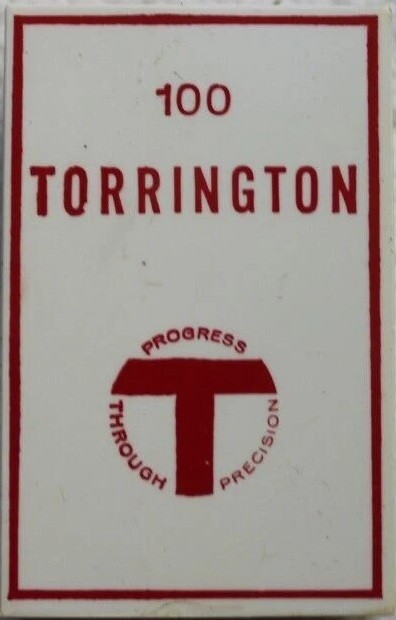 100
TORRINGTON
PROGRESS
THROUGH
PRECISION
T